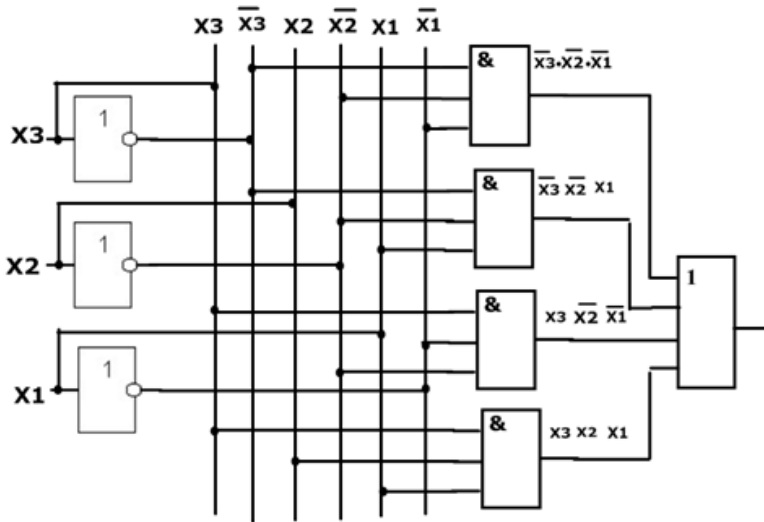 X3 X̅3̅ X2 X̅2̅ X1 X̅1̅
& X̅3̅·X̅2̅·X̅1̅
1
X3
& X̅3̅ X̅2̅ X1
1
X2
1
& X3 X̅2̅ X̅1̅
1
X1
& X3 X2 X1